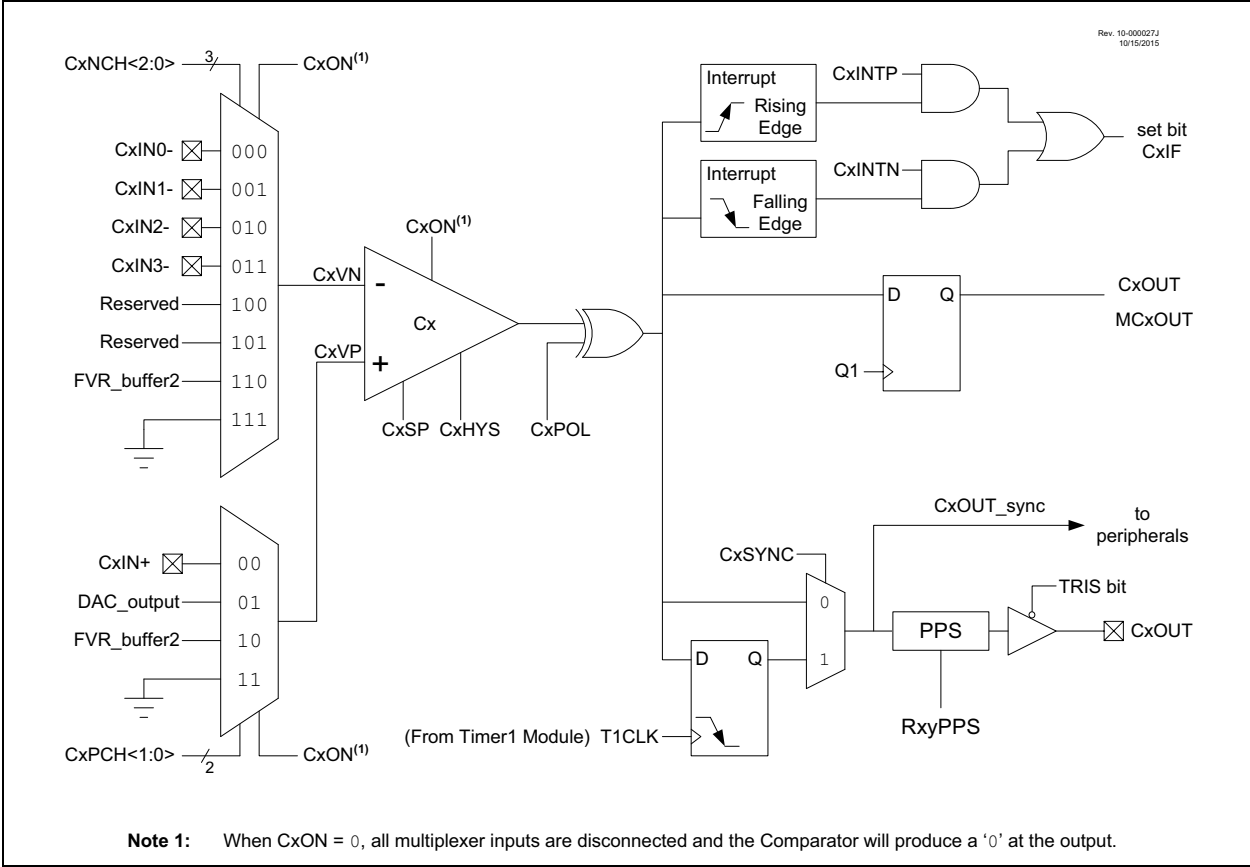 Rev. 10-000027J
10/15/2015
CxNCH<2:0>
3
CxON(1)
CxIN0-
000
CxIN1-
001
CxIN2-
010
CxIN3-
011
Reserved
100
Reserved
101
FVR_buffer2
110
111
CxVN
CxVP
CxON(1)
-
Cx
+
CxSP
CxHYS
CxPOL
CxIN+
00
DAC_output
01
FVR_buffer2
10
11
CxPCH<1:0>
2
CxON(1)
Interrupt
Rising
Edge
CxINTP
Interrupt
Falling
Edge
CxINTN
set bit
CxIF
D
Q
Q1
CxOUT
MCxOUT
CxOUT_sync
to
peripherals
CxSYNC
0
1
TRIS bit
PPS
CxOUT
RxyPPS
D
Q
(From Timer1 Module) T1CLK
Note 1: When CxON = 0, all multiplexer inputs are disconnected and the Comparator will produce a ‘0’ at the output.